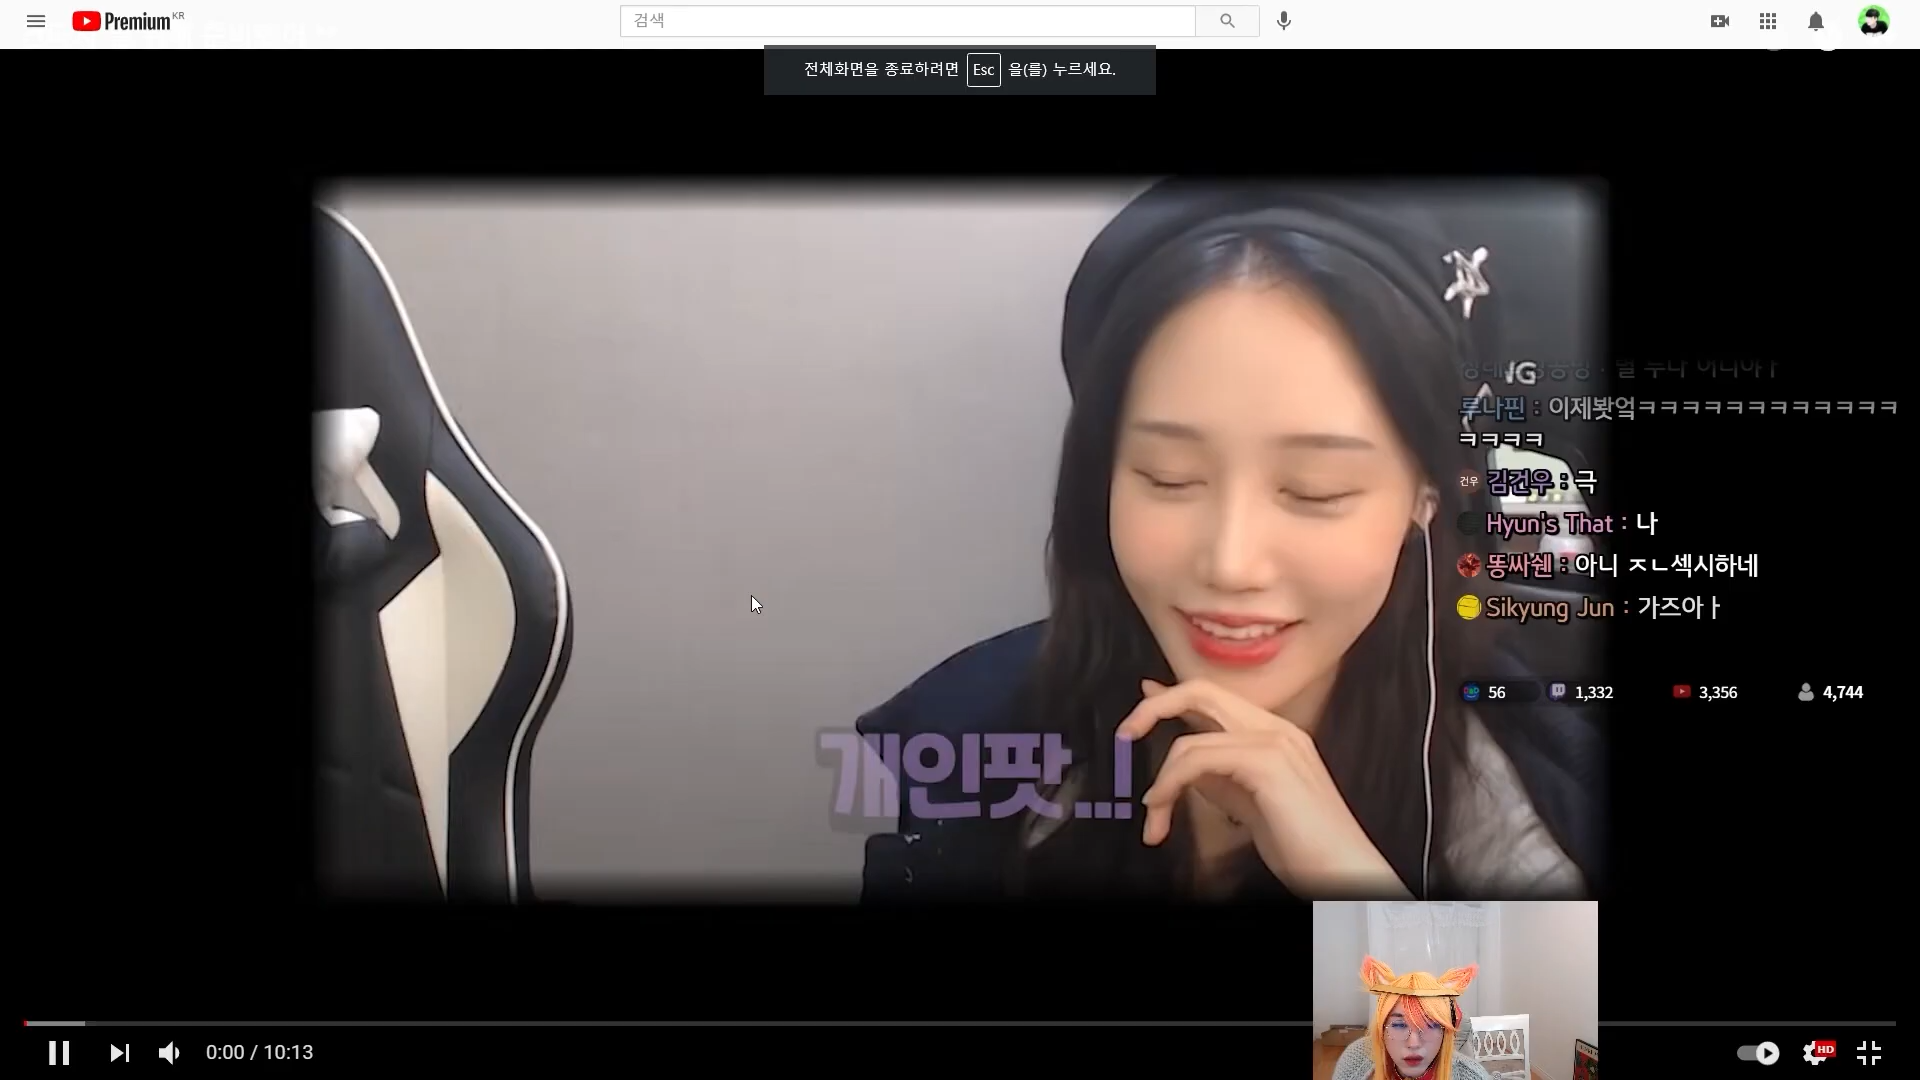 Premium KR
검색
전체화면을 종료하려면 Esc 을(를) 누르세요.
루나핀 : 이제봤엌ㅋㅋㅋㅋㅋㅋㅋㅋㅋㅋㅋㅋ
ㅋㅋㅋㅋ
건우 김건우 : 극
Hyun's That : 나
똥싸쉔 : 아니 ㅈㄴ섹시하네
Sikyung Jun : 가즈아ㅏ
56 1,332 3,356 4,744
개인팟...!
0:00 / 10:13
HD